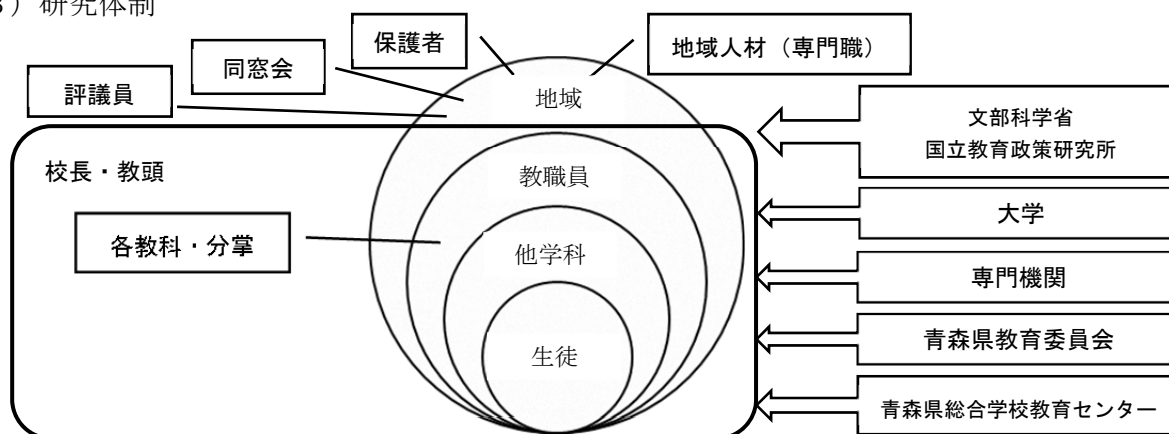 ）研究体制
保護者
地域人材（専門職）
同窓会
評議員
地域
文部科学省
国立教育政策研究所
校長・教頭
教職員
大学
各教科・分掌
他学科
専門機関
青森県教育委員会
生徒
青森県総合学校教育センター